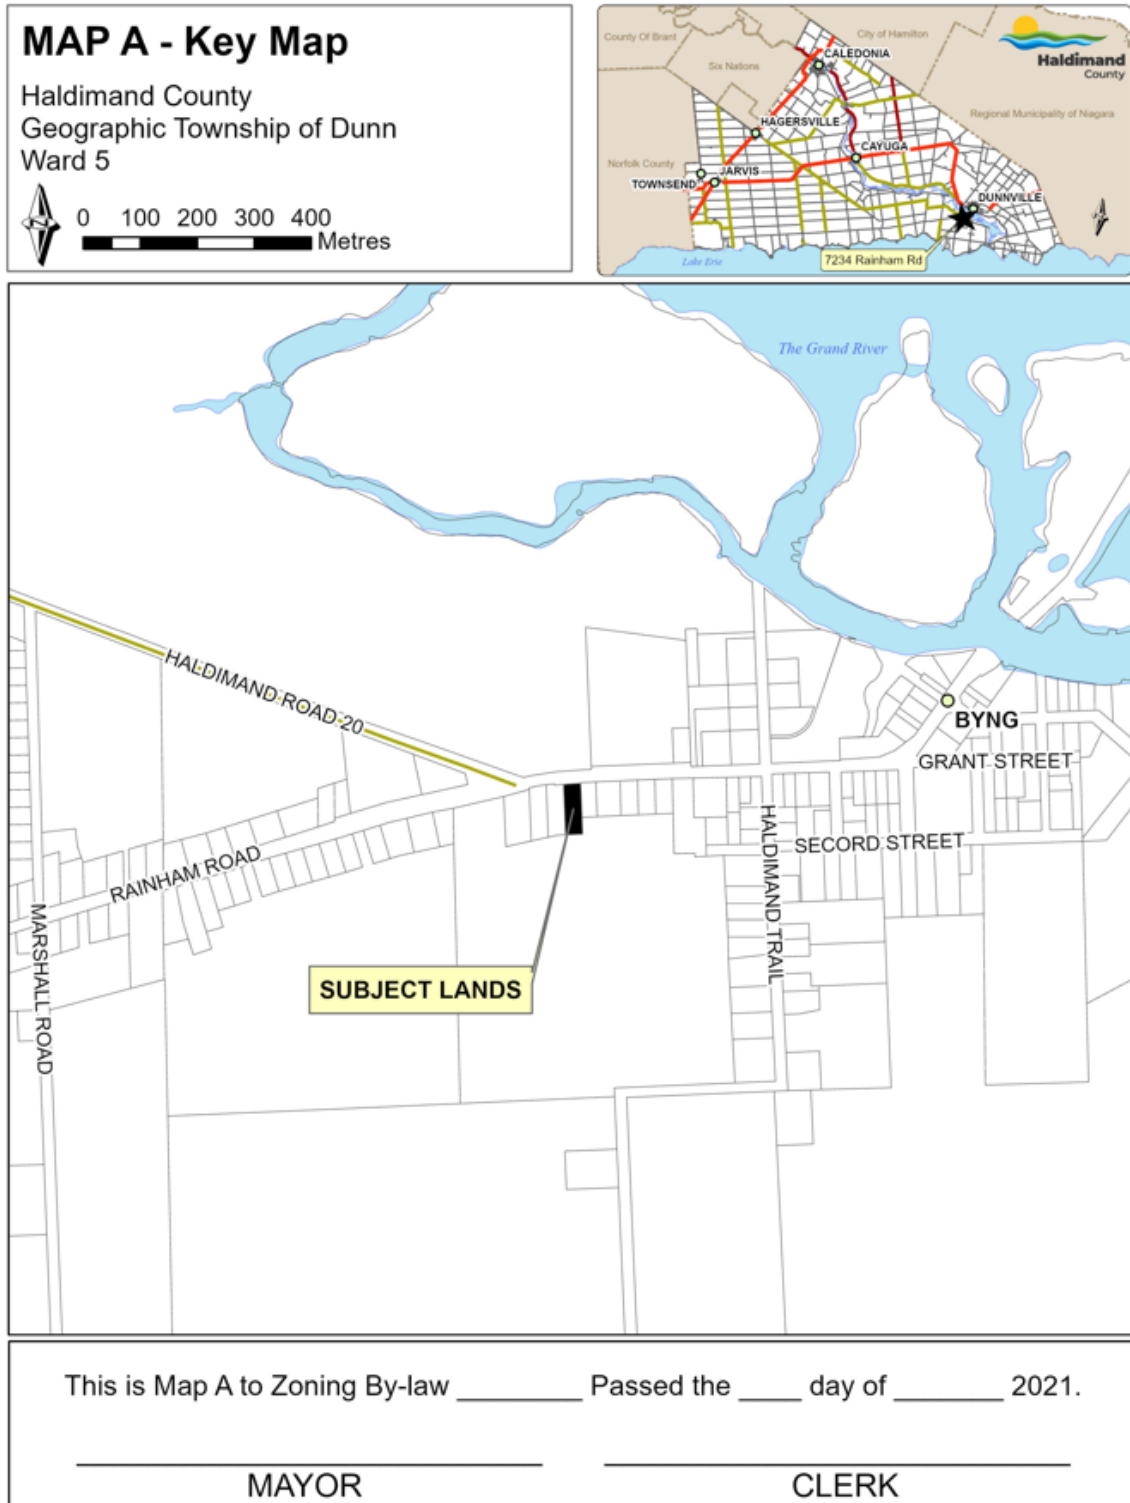 MAP A - Key Map
Haldimand County
Geographic Township of Dunn
Ward 5
N
0 100 200 300 400
Metres
County Of Brant
City of Hamilton
Six Nations
CALEDONIA
Haldimand
County
Regional Municipality of Niagara
HAGERSVILLE
CAYUGA
Norfolk County
JARVIS
TOWNSEND
DUNNVILLE
7234 Rainham Rd
Lake Erie
The Grand River
HALDIMAND ROAD 20
BYNG
GRANT STREET
SECORD STREET
RAINHAM ROAD
HALDIMAND TRAIL
MARSHALL ROAD
SUBJECT LANDS
This is Map A to Zoning By-law ________ Passed the ____ day of _______ 2021.
MAYOR
CLERK